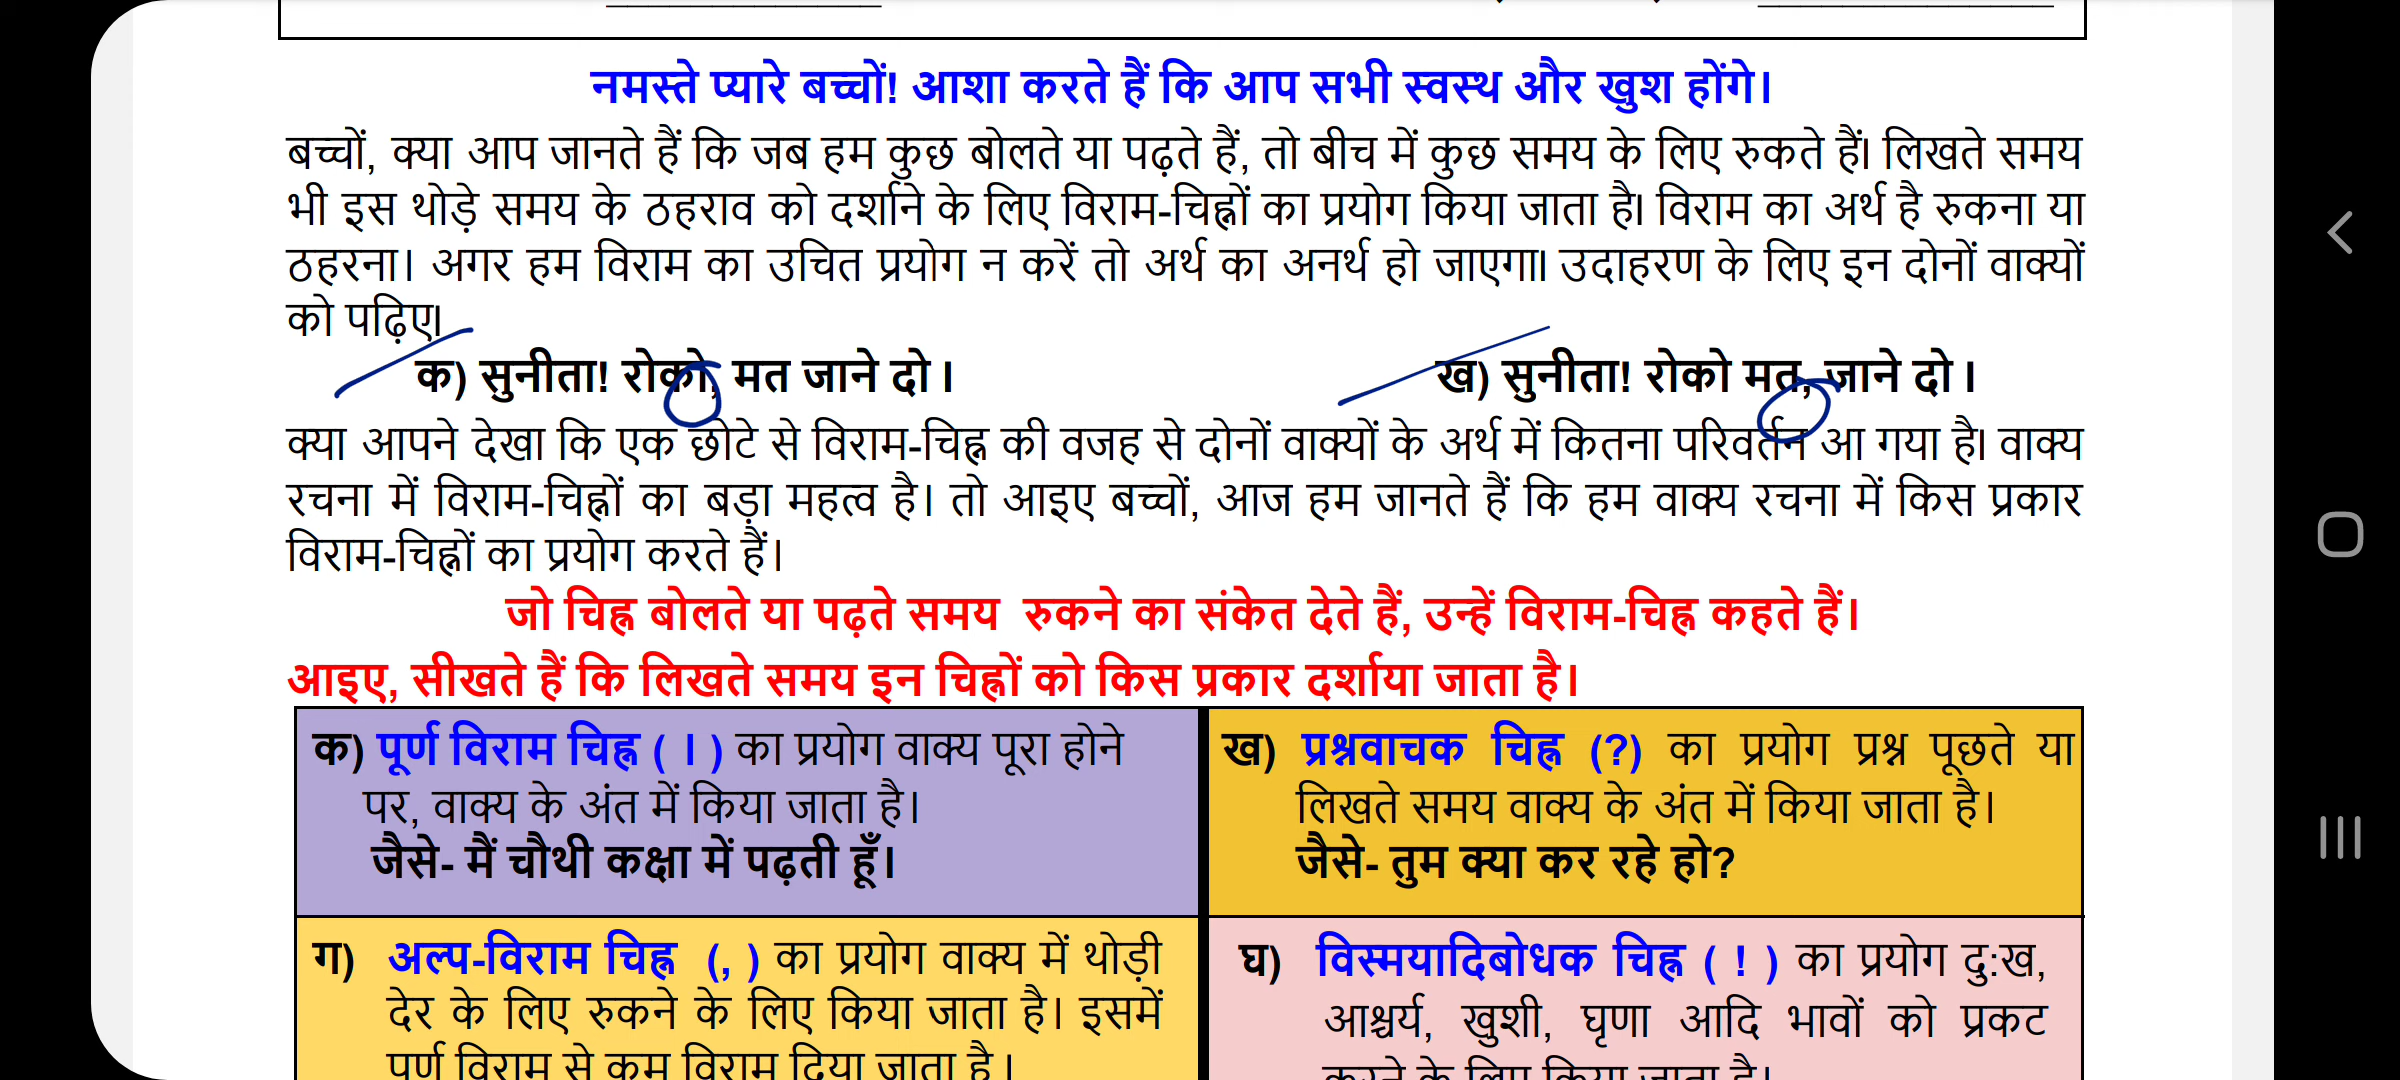 नमस्ते प्यारे बच्चों! आशा करते हैं कि आप सभी स्वस्थ और खुश होंगे।
बच्चों, क्या आप जानते हैं कि जब हम कुछ बोलते या पढ़ते हैं, तो बीच में कुछ समय के लिए रुकते हैं। लिखते समय
भी इस थोड़े समय के ठहराव को दर्शाने के लिए विराम-चिह्नों का प्रयोग किया जाता है। विराम का अर्थ है रुकना या
ठहरना। अगर हम विराम का उचित प्रयोग न करें तो अर्थ का अनर्थ हो जाएगा। उदाहरण के लिए इन दोनों वाक्यों
को पढ़िए।
क) सुनीता! रोको, मत जाने दो । ख) सुनीता! रोको मत, जाने दो ।
क्या आपने देखा कि एक छोटे से विराम-चिह्न की वजह से दोनों वाक्यों के अर्थ में कितना परिवर्तन आ गया है। वाक्य
रचना में विराम-चिह्नों का बड़ा महत्व है। तो आइए बच्चों, आज हम जानते हैं कि हम वाक्य रचना में किस प्रकार
विराम-चिह्नों का प्रयोग करते हैं।
जो चिह्न बोलते या पढ़ते समय रुकने का संकेत देते हैं, उन्हें विराम-चिह्न कहते हैं।
आइए, सीखते हैं कि लिखते समय इन चिह्नों को किस प्रकार दर्शाया जाता है।
क) पूर्ण विराम चिह्न ( । ) का प्रयोग वाक्य पूरा होने
पर, वाक्य के अंत में किया जाता है।
जैसे- मैं चौथी कक्षा में पढ़ती हूँ।
ख) प्रश्नवाचक चिह्न (?) का प्रयोग प्रश्न पूछते या
लिखते समय वाक्य के अंत में किया जाता है।
जैसे- तुम क्या कर रहे हो?
ग) अल्प-विराम चिह्न (, ) का प्रयोग वाक्य में थोड़ी
देर के लिए रुकने के लिए किया जाता है। इसमें
पूर्ण विराम से कम विराम दिया जाता है ।
घ) विस्मयादिबोधक चिह्न ( ! ) का प्रयोग दु:ख,
आश्चर्य, खुशी, घृणा आदि भावों को प्रकट
करने के लिए किया जाता है।